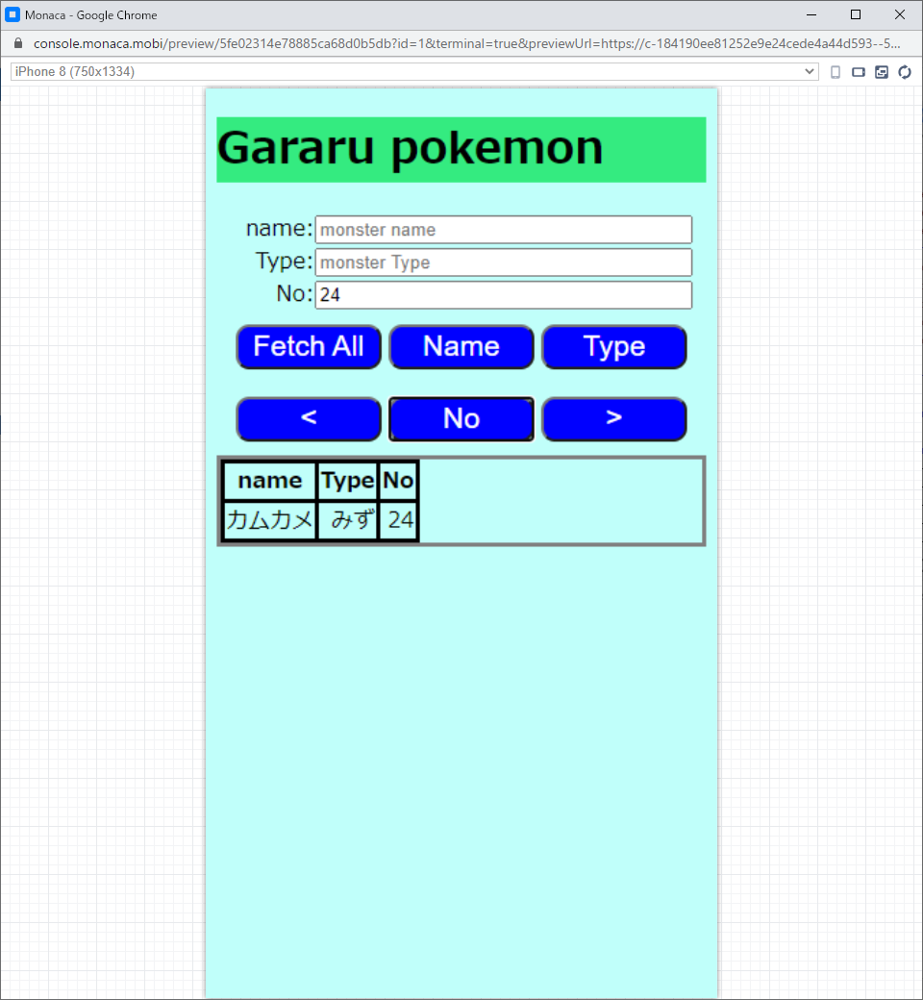 Monaca - Google Chrome
console.monaca.mobi/preview/5fe02314e78885ca68d0b5db?id=1&terminal=true&previewUrl=https://c-184190ee81252e9e24cede4a44d593--5...
iPhone 8 (750x1334)
Gararu pokemon
name: monster name
Type: monster Type
No: 24
Fetch All Name Type
< No >
name Type No
カムカメ みず 24